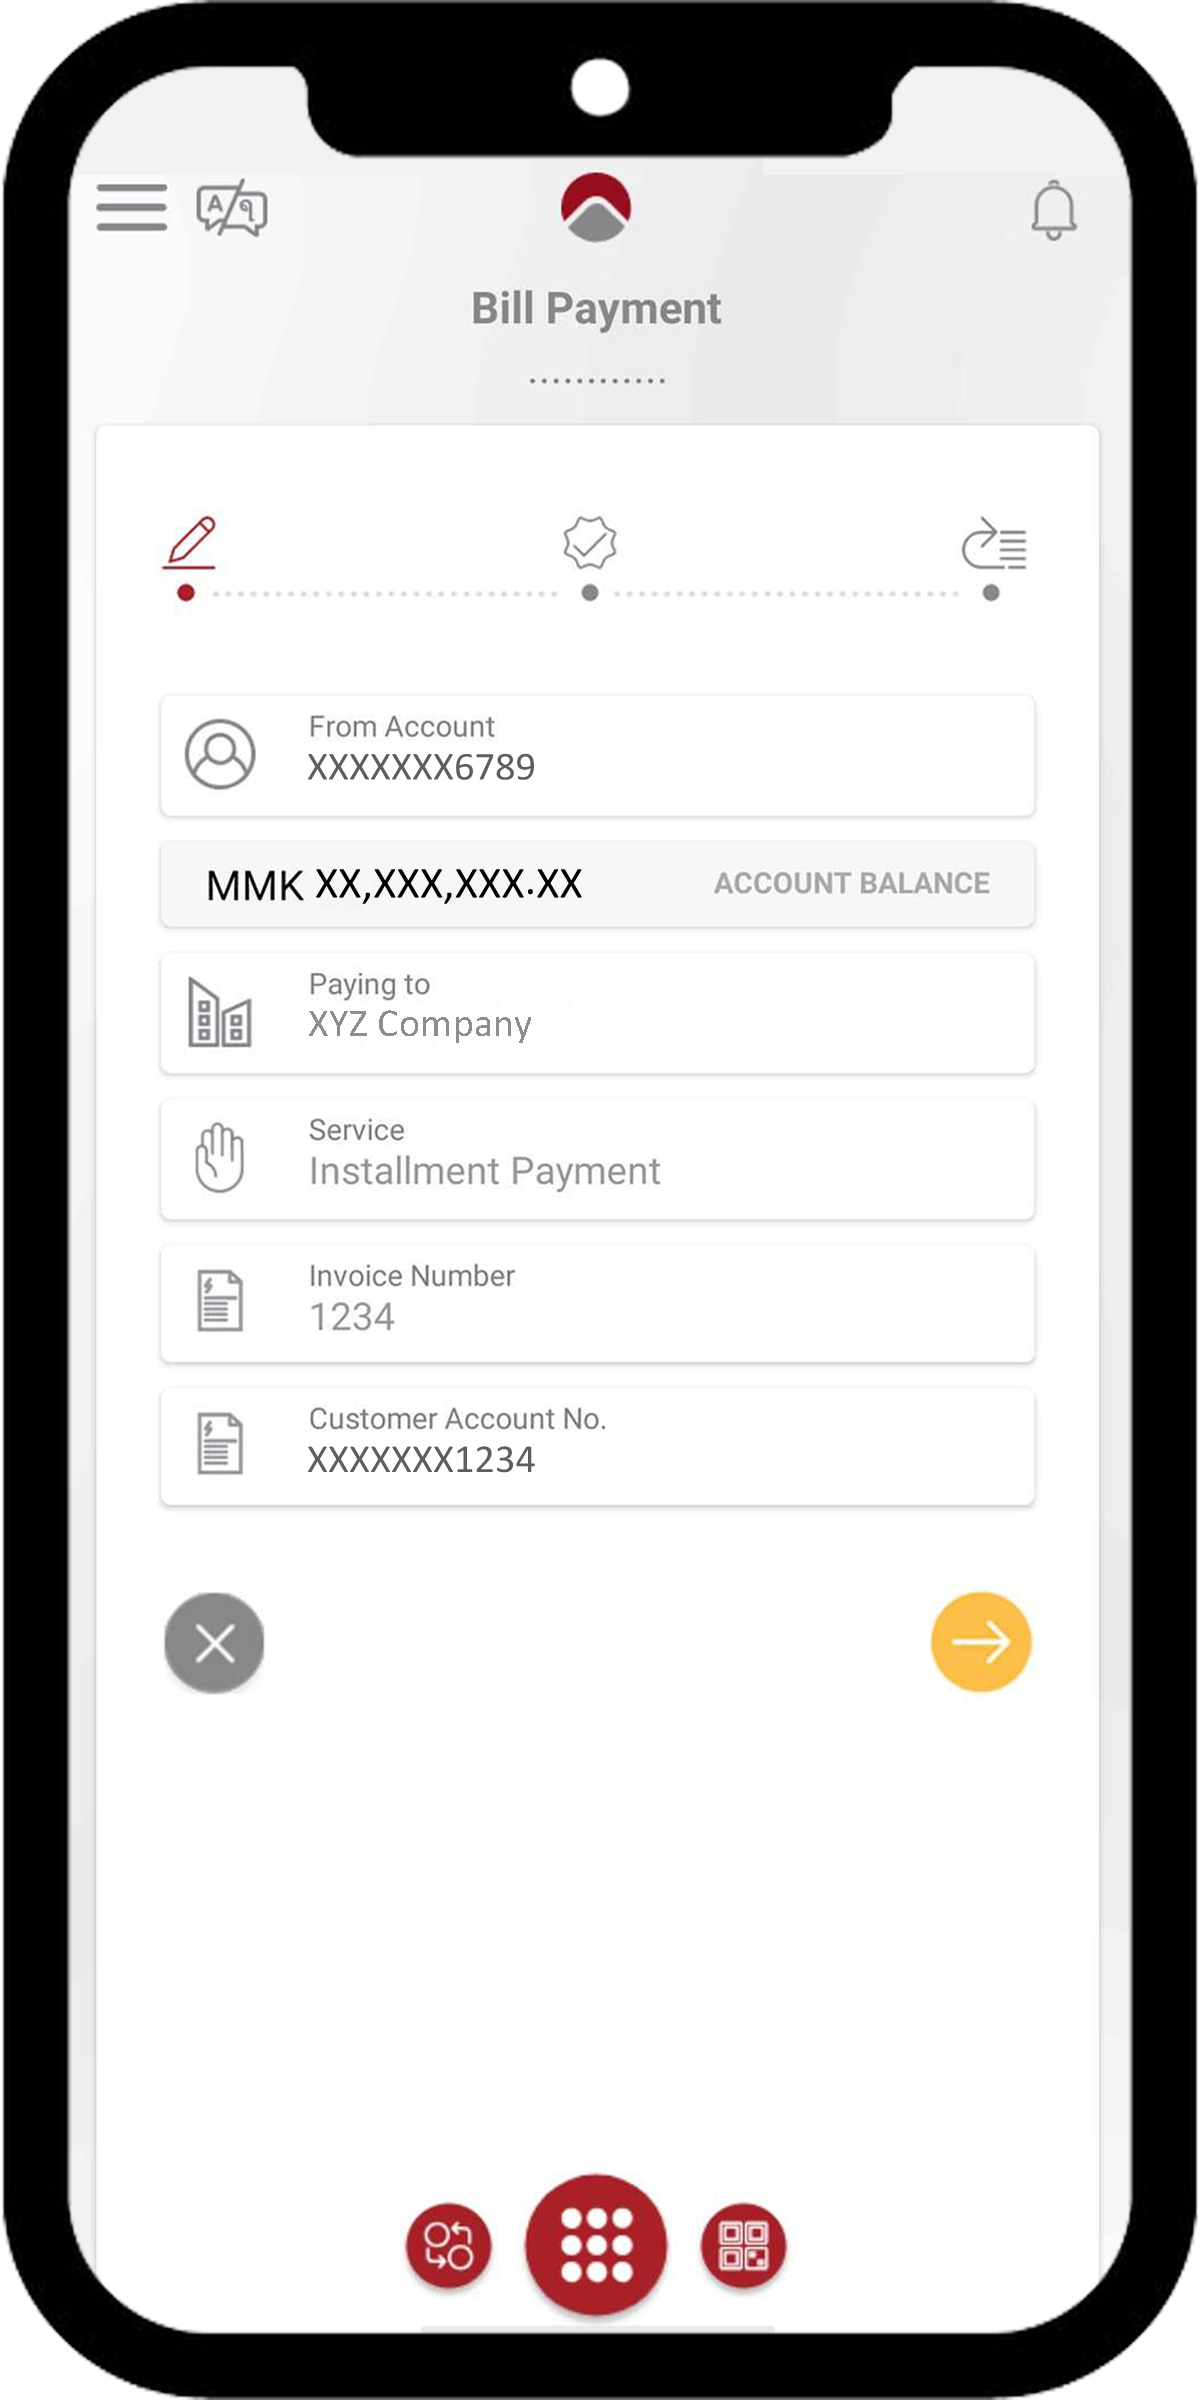 Bill Payment
From Account
XXXXXXX6789
MMK XX,XXX,XXX.XX ACCOUNT BALANCE
Paying to
XYZ Company
Service
Installment Payment
Invoice Number
1234
Customer Account No.
XXXXXXX1234